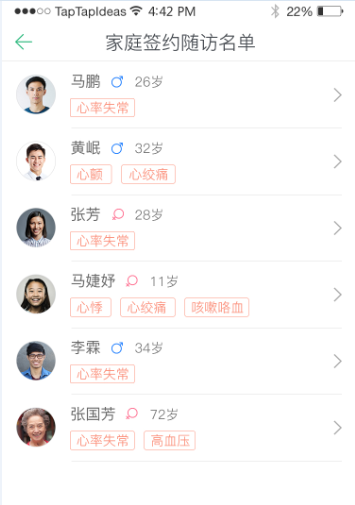 TapTapIdeas 4:42 PM 22%
家庭签约随访名单
马鹏 26岁
心率失常
黄岷 32岁
心颤 心绞痛
张芳 28岁
心率失常
马婕妤 11岁
心悸 心绞痛 咳嗽咯血
李霖 34岁
心率失常
张国芳 72岁
心率失常 高血压